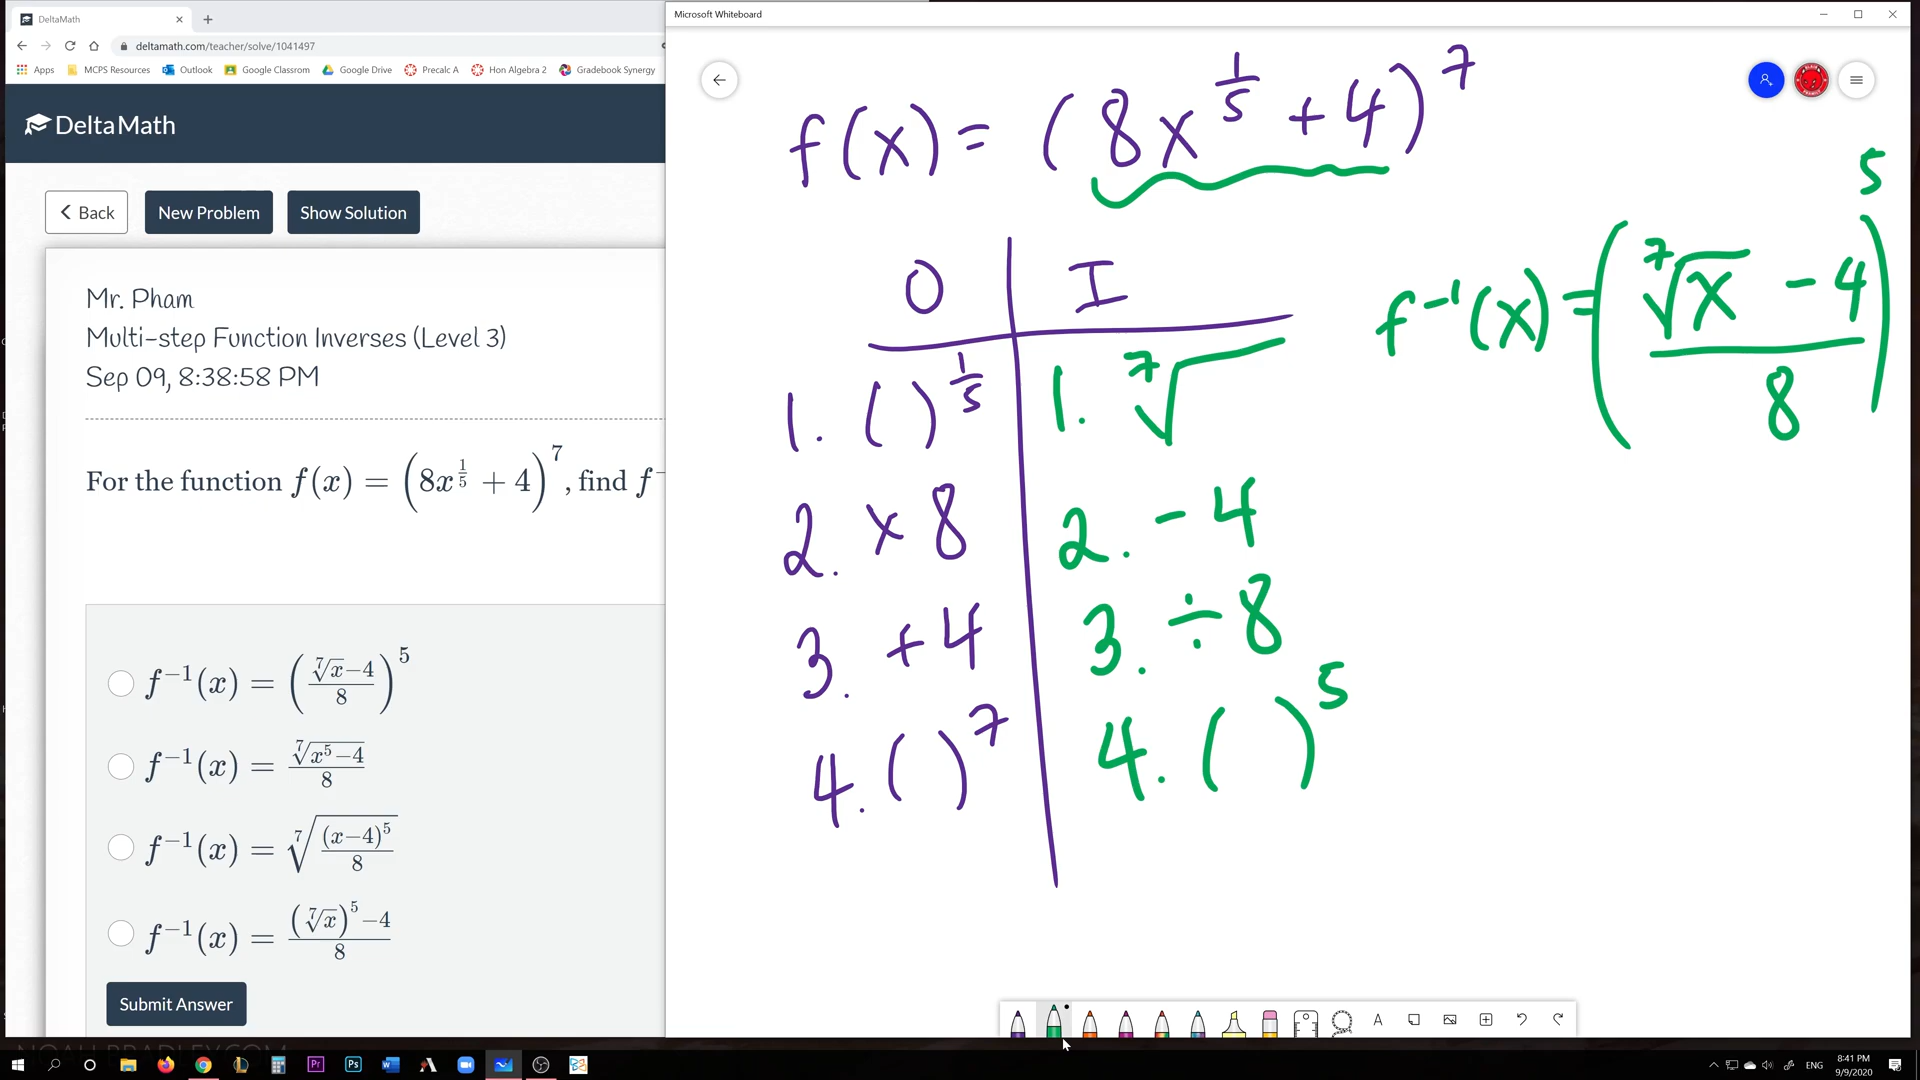 DeltaMath
deltamath.com/teacher/solve/1041497
Apps MCPS Resources Outlook Google Classrom Google Drive Precalc A Hon Algebra 2 Gradebook Synergy
DeltaMath
Back New Problem Show Solution
Mr. Pham
Multi-step Function Inverses (Level 3)
Sep 09, 8:38:58 PM
For the function f(x) = (8x^{1/5} + 4)^7, find f^-
f^{-1}(x) = ((⁷√x − 4)/8)^5
f^{-1}(x) = ⁷√(x^5 − 4)/8
f^{-1}(x) = ⁷√((x−4)^5/8)
f^{-1}(x) = ((⁷√x)^5 − 4)/8
Submit Answer
Microsoft Whiteboard
f(x) = (8x^{1/5} + 4)^7
O I
1. ( )^{1/5} 1. ⁷√
2. × 8 2. − 4
3. + 4 3. ÷ 8
4. ( )^7 4. ( )^5
f^{-1}(x) = ((⁷√x − 4)/8)^5
A
ENG
8:41 PM
9/9/2020